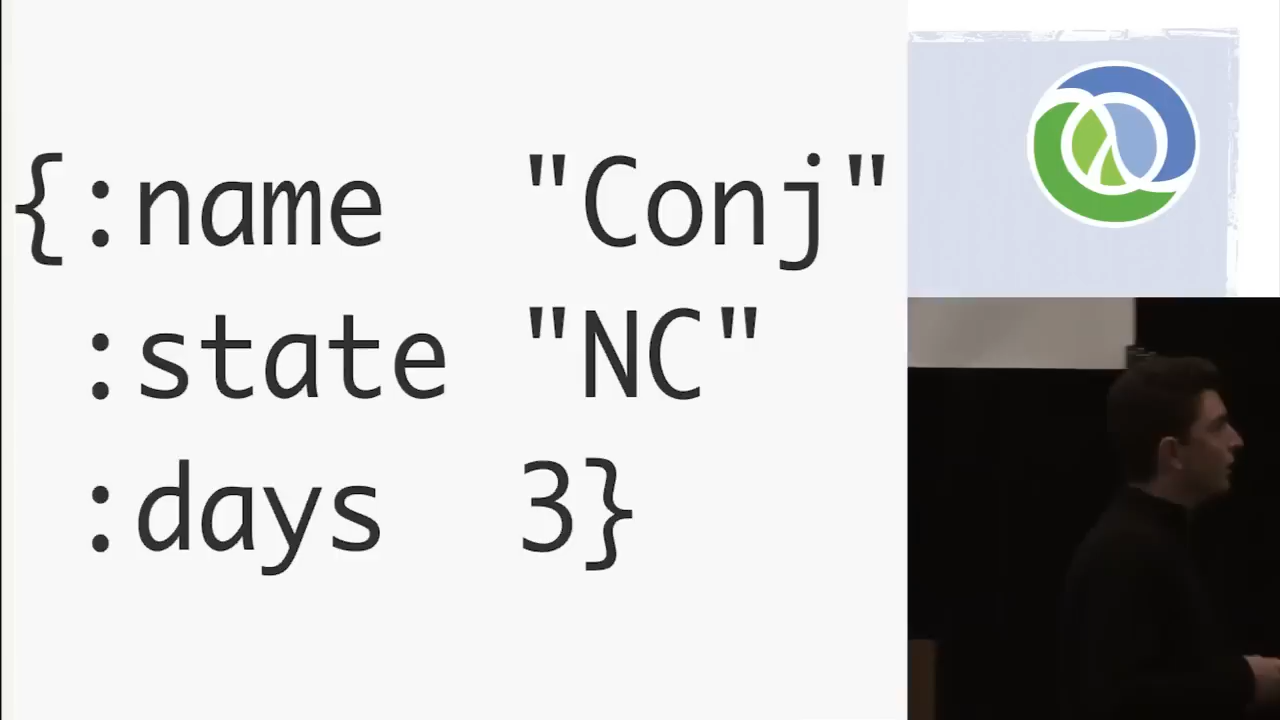 {:name "Conj"
:state "NC"
:days 3}